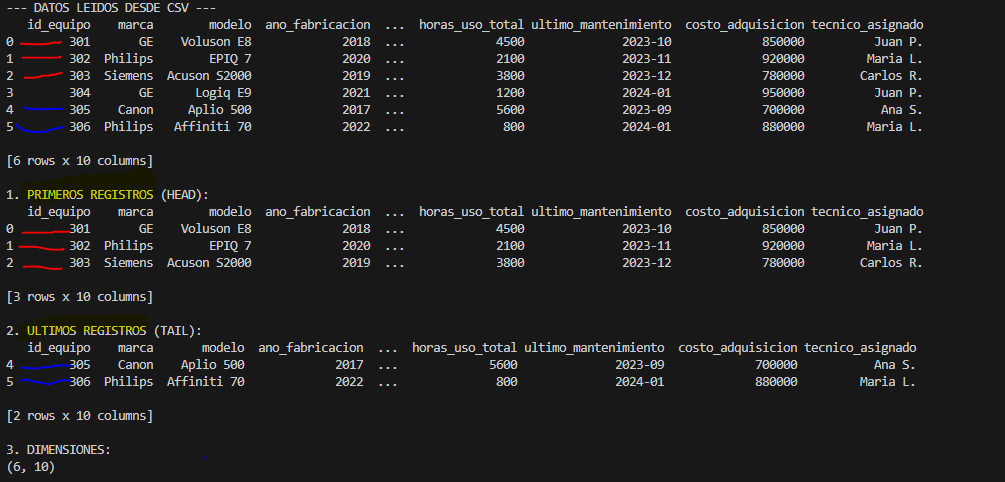 --- DATOS LEIDOS DESDE CSV ---
id_equipo marca modelo ano_fabricacion ... horas_uso_total ultimo_mantenimiento costo_adquisicion tecnico_asignado
0 301 GE Voluson E8 2018 ... 4500 2023-10 850000 Juan P.
1 302 Philips EPIQ 7 2020 ... 2100 2023-11 920000 Maria L.
2 303 Siemens Acuson S2000 2019 ... 3800 2023-12 780000 Carlos R.
3 304 GE Logiq E9 2021 ... 1200 2024-01 950000 Juan P.
4 305 Canon Aplio 500 2017 ... 5600 2023-09 700000 Ana S.
5 306 Philips Affiniti 70 2022 ... 800 2024-01 880000 Maria L.
[6 rows x 10 columns]
1. PRIMEROS REGISTROS (HEAD):
id_equipo marca modelo ano_fabricacion ... horas_uso_total ultimo_mantenimiento costo_adquisicion tecnico_asignado
0 301 GE Voluson E8 2018 ... 4500 2023-10 850000 Juan P.
1 302 Philips EPIQ 7 2020 ... 2100 2023-11 920000 Maria L.
2 303 Siemens Acuson S2000 2019 ... 3800 2023-12 780000 Carlos R.
[3 rows x 10 columns]
2. ULTIMOS REGISTROS (TAIL):
id_equipo marca modelo ano_fabricacion ... horas_uso_total ultimo_mantenimiento costo_adquisicion tecnico_asignado
4 305 Canon Aplio 500 2017 ... 5600 2023-09 700000 Ana S.
5 306 Philips Affiniti 70 2022 ... 800 2024-01 880000 Maria L.
[2 rows x 10 columns]
3. DIMENSIONES:
(6, 10)